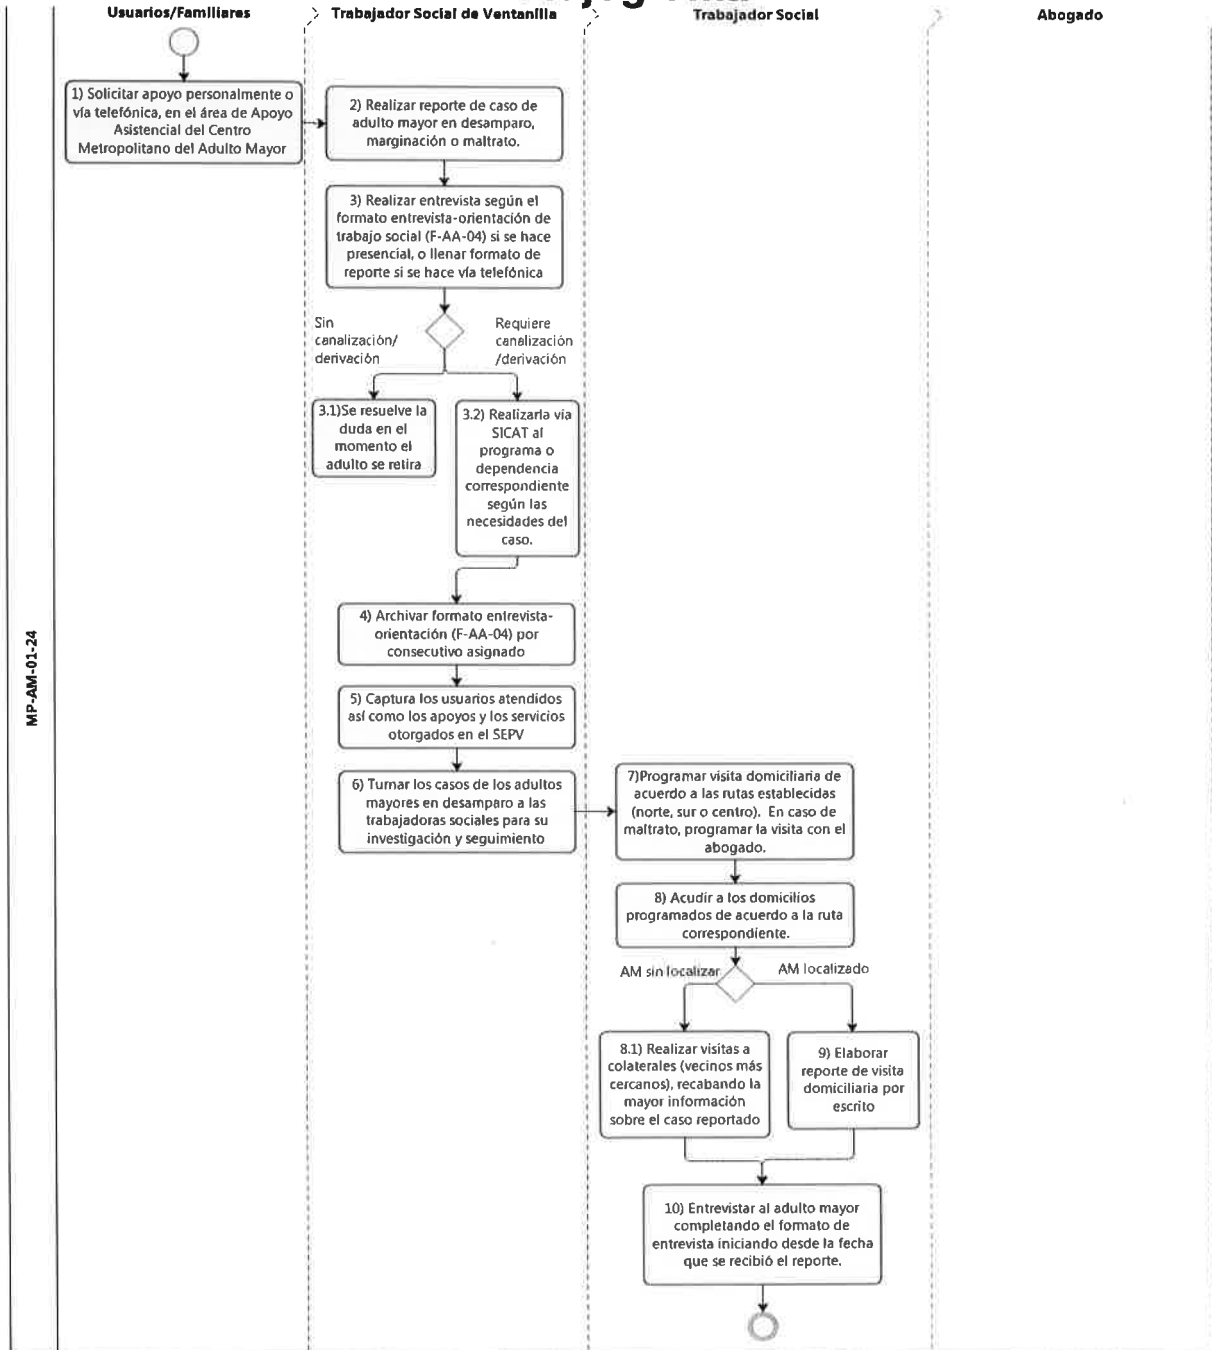 Usuarios/Familiares
Trabajador Social de Ventanilla
Trabajador Social
Abogado
MP-AM-01-24
1) Solicitar apoyo personalmente o
vía telefónica, en el área de Apoyo
Asistencial del Centro
Metropolitano del Adulto Mayor
2) Realizar reporte de caso de
adulto mayor en desamparo,
marginación o maltrato.
3) Realizar entrevista según el
formato entrevista-orientación de
trabajo social (F-AA-04) si se hace
presencial, o llenar formato de
reporte si se hace vía telefónica
Sin
canalización/
derivación
Requiere
canalización
/derivación
3.1)Se resuelve la
duda en el
momento el
adulto se retira
3.2) Realizarla vía
SICAT al
programa o
dependencia
correspondiente
según las
necesidades del
caso.
4) Archivar formato entrevista-
orientación (F-AA-04) por
consecutivo asignado
5) Captura los usuarios atendidos
así como los apoyos y los servicios
otorgados en el SEPV
6) Turnar los casos de los adultos
mayores en desamparo a las
trabajadoras sociales para su
investigación y seguimiento
7)Programar visita domiciliaria de
acuerdo a las rutas establecidas
(norte, sur o centro). En caso de
maltrato, programar la visita con el
abogado.
8) Acudir a los domicilios
programados de acuerdo a la ruta
correspondiente.
AM sin localizar
AM localizado
8.1) Realizar visitas a
colaterales (vecinos más
cercanos), recabando la
mayor información
sobre el caso reportado
9) Elaborar
reporte de visita
domiciliaria por
escrito
10) Entrevistar al adulto mayor
completando el formato de
entrevista iniciando desde la fecha
que se recibió el reporte.